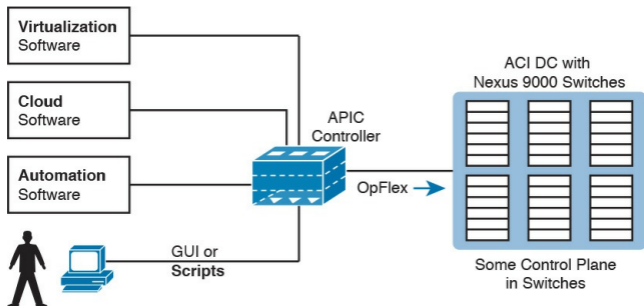 Virtualization
Software
Cloud
Software
Automation
Software
GUI or
Scripts
APIC
Controller
OpFlex
ACI DC with
Nexus 9000 Switches
Some Control Plane
in Switches